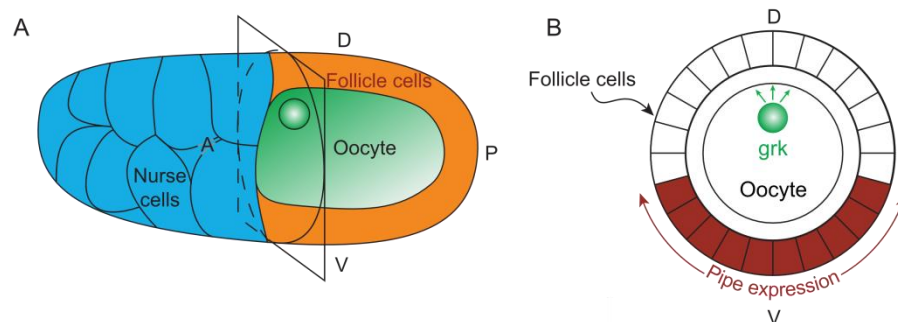 A
D
Follicle cells
A
Nurse
cells
Oocyte
P
V
B
D
Follicle cells
grk
Oocyte
Pipe expression
V